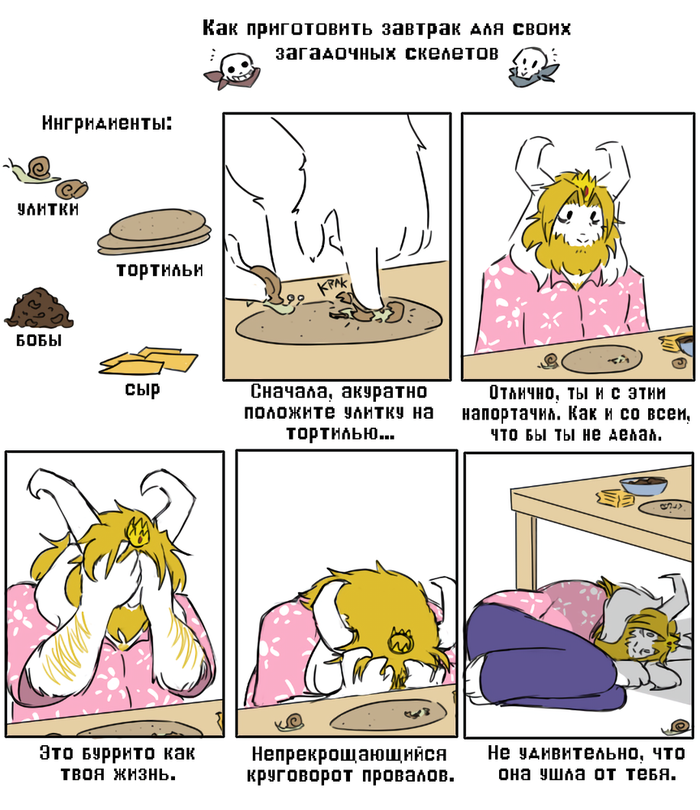 Как приготовить завтрак для своих
загадочных скелетов
Ингридиенты:
улитки
тортильи
бобы
сыр
КРАК
Сначала, акуратно
положите улитку на
тортилью...
Отлично, ты и с этим
напортачил. Как и со всем,
что бы ты не делал.
Это буррито как
твоя жизнь.
Непрекрощающийся
круговорот провалов.
Не удивительно, что
она ушла от тебя.